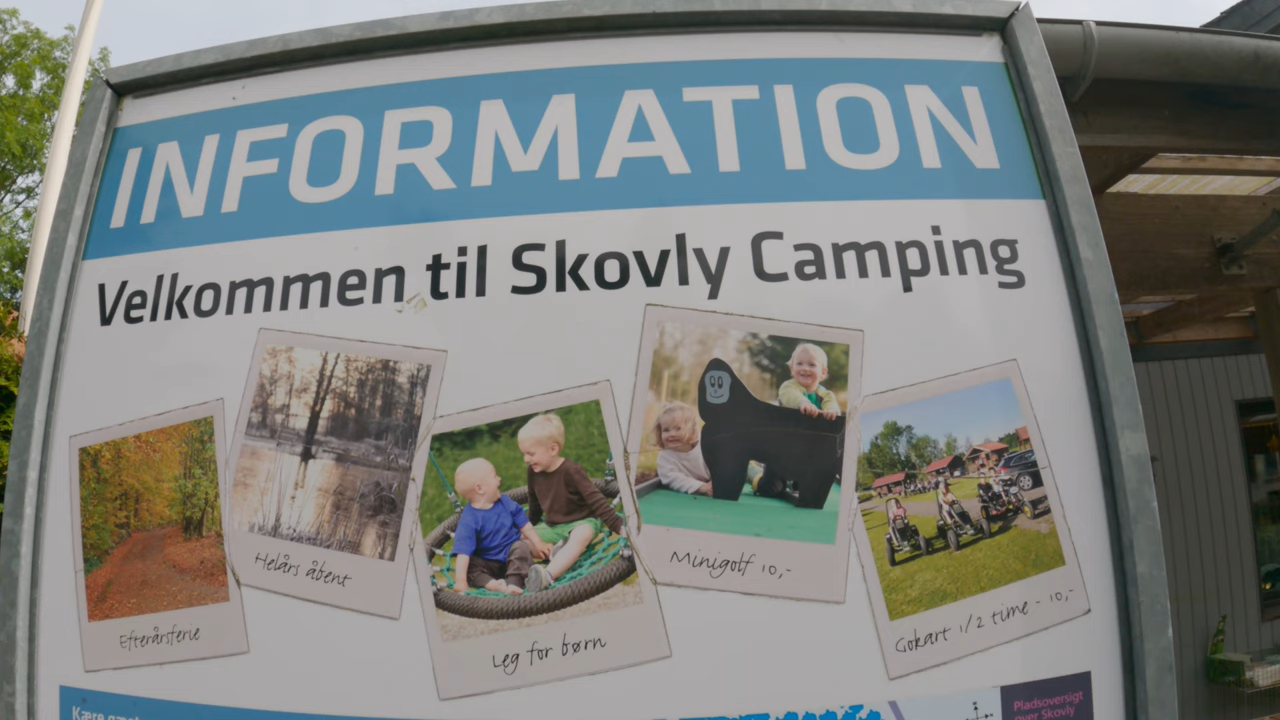 INFORMATION
Velkommen til Skovly Camping
Efterårsferie
Helårs åbent
Leg for børn
Minigolf 10,-
Gokart 1/2 time - 10,-
Kære
Pladsoversigt
over Skovly